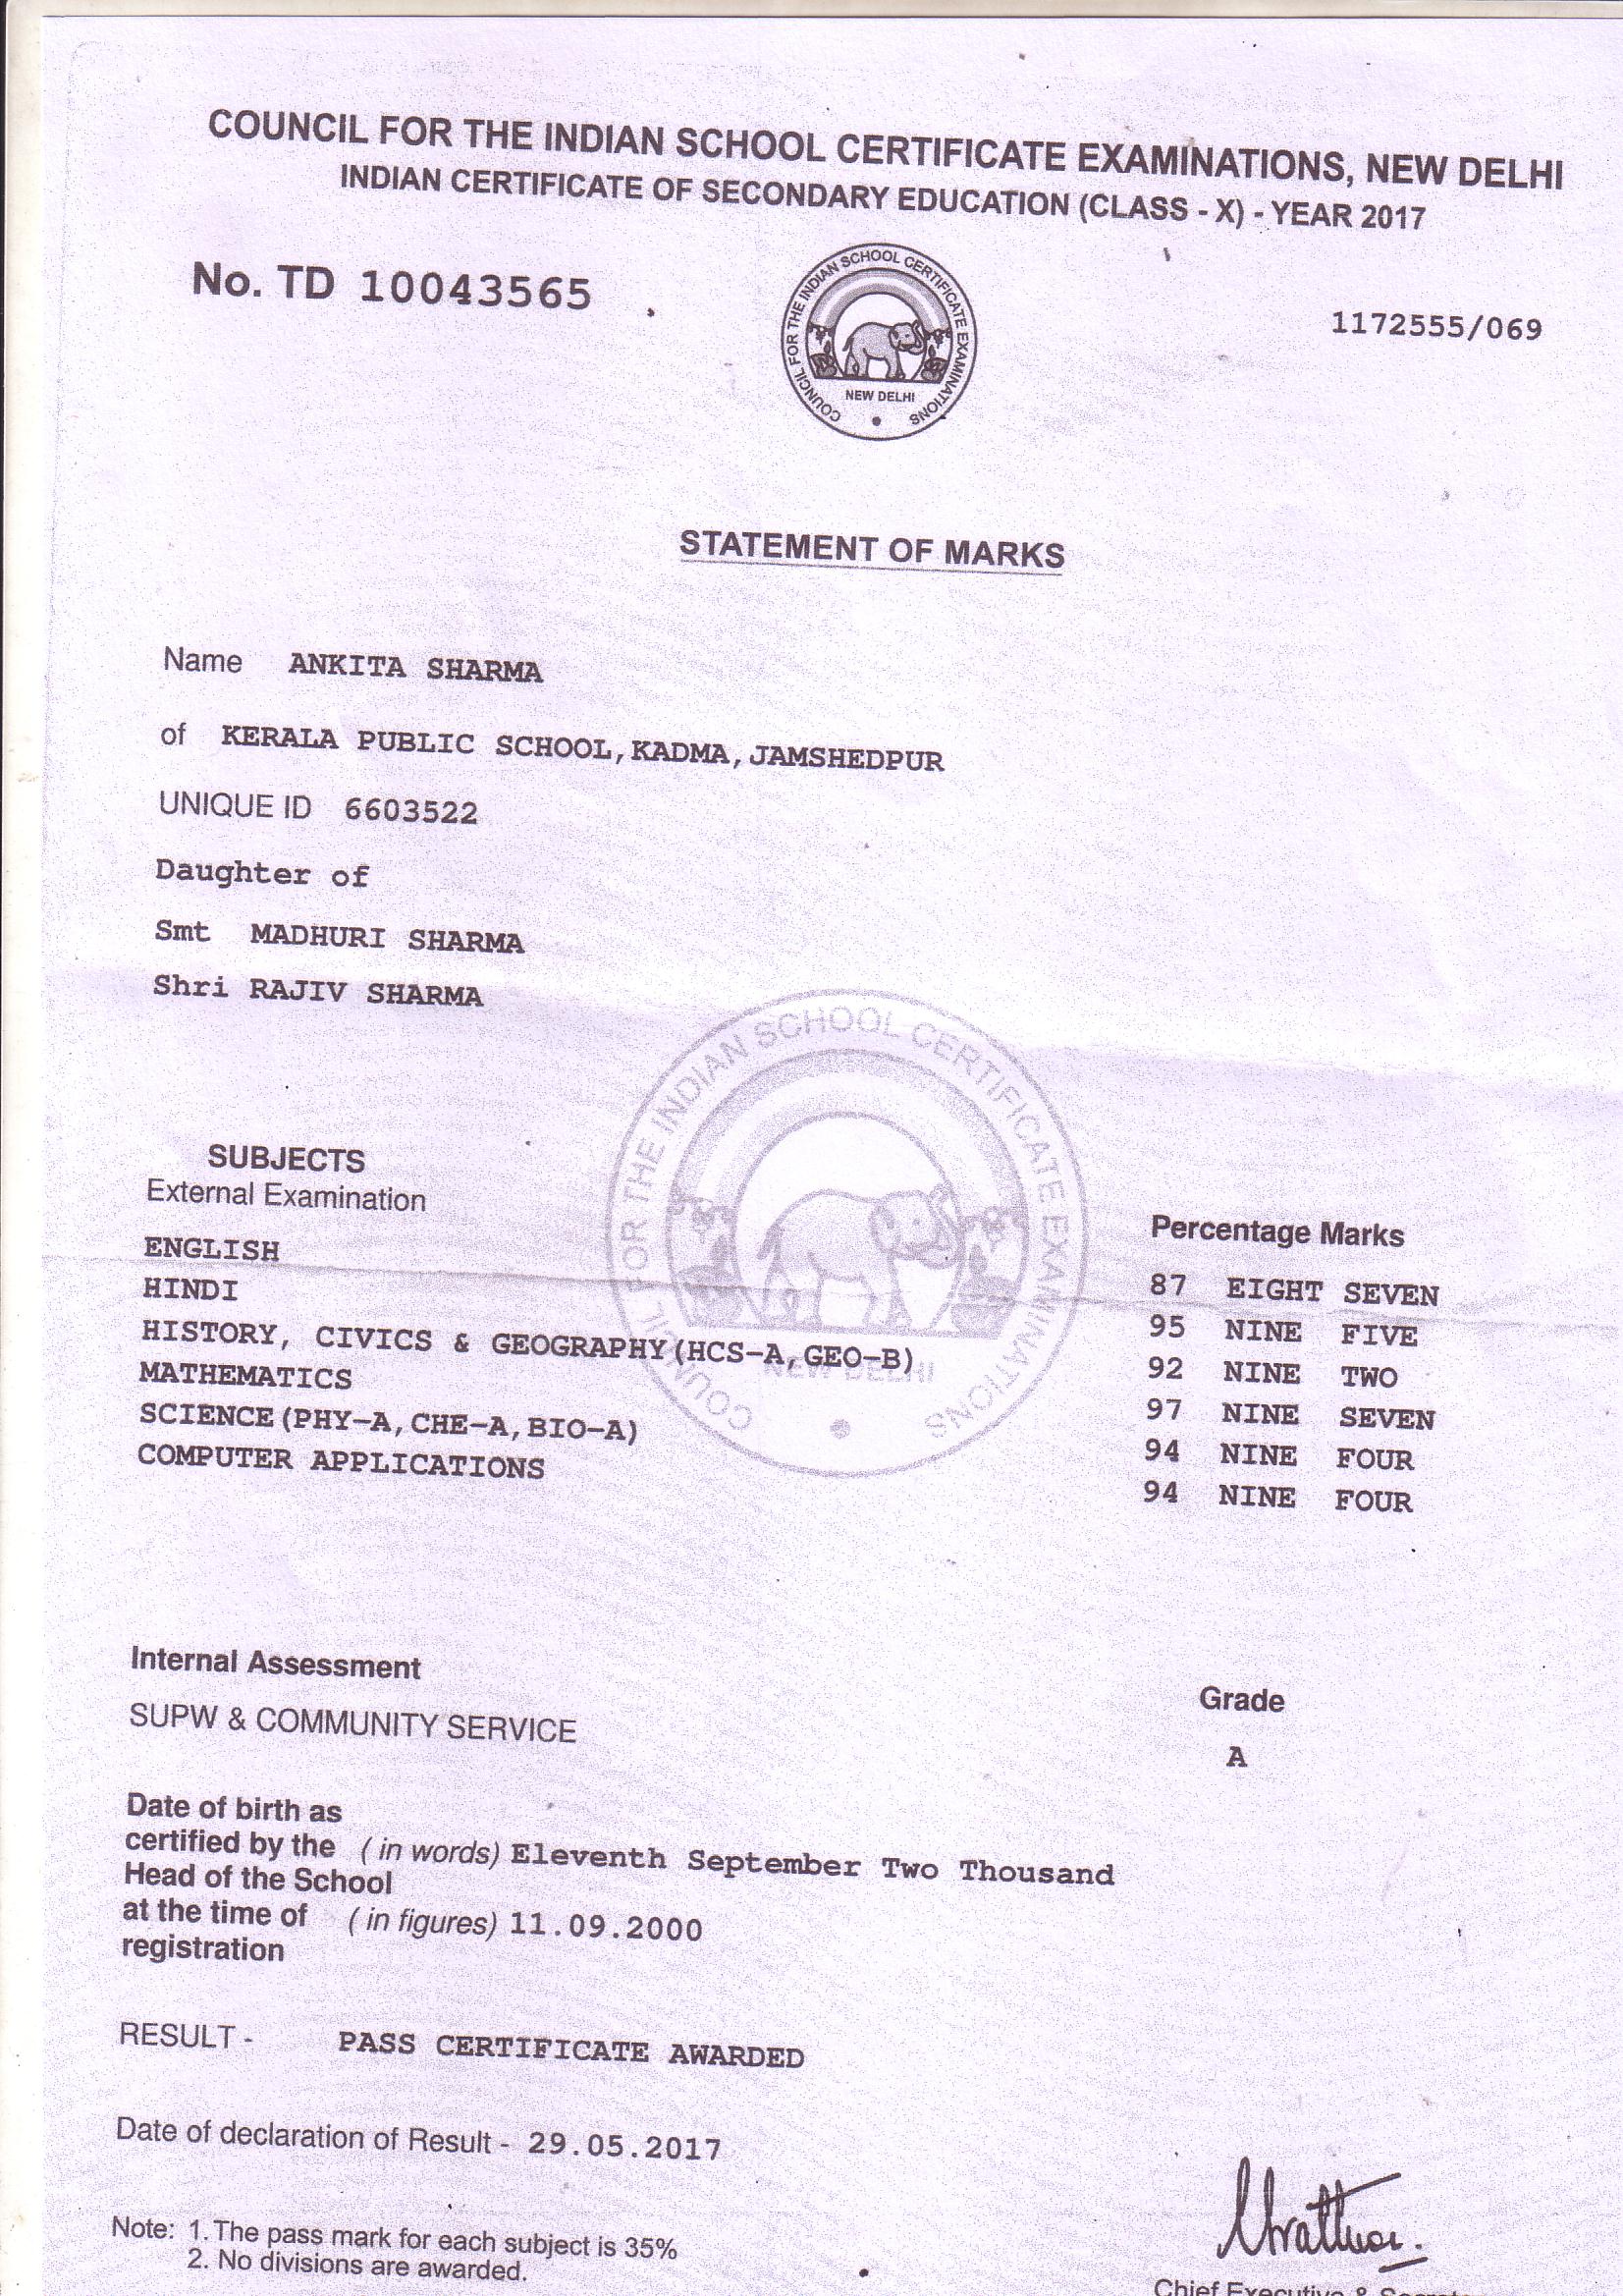 COUNCIL FOR THE INDIAN SCHOOL CERTIFICATE EXAMINATIONS, NEW DELHI
INDIAN CERTIFICATE OF SECONDARY EDUCATION (CLASS - X) - YEAR 2017
No. TD 10043565
1172555/069
COUNCIL FOR THE INDIAN SCHOOL CERTIFICATE EXAMINATIONS
NEW DELHI
STATEMENT OF MARKS
Name ANKITA SHARMA
of KERALA PUBLIC SCHOOL,KADMA,JAMSHEDPUR
UNIQUE ID 6603522
Daughter of
Smt MADHURI SHARMA
Shri RAJIV SHARMA
COUNCIL FOR THE INDIAN SCHOOL CERTIFICATE EXAMINATIONS
NEW DELHI
SUBJECTS
External Examination
Percentage Marks
ENGLISH 87 EIGHT SEVEN
HINDI 95 NINE FIVE
HISTORY, CIVICS & GEOGRAPHY(HCS-A,GEO-B) 92 NINE TWO
MATHEMATICS 97 NINE SEVEN
SCIENCE(PHY-A,CHE-A,BIO-A) 94 NINE FOUR
COMPUTER APPLICATIONS 94 NINE FOUR
Internal Assessment
Grade
SUPW & COMMUNITY SERVICE A
Date of birth as
certified by the (in words) Eleventh September Two Thousand
Head of the School
at the time of (in figures) 11.09.2000
registration
RESULT - PASS CERTIFICATE AWARDED
Date of declaration of Result - 29.05.2017
Note: 1. The pass mark for each subject is 35%
2. No divisions are awarded.
Chief Executive &